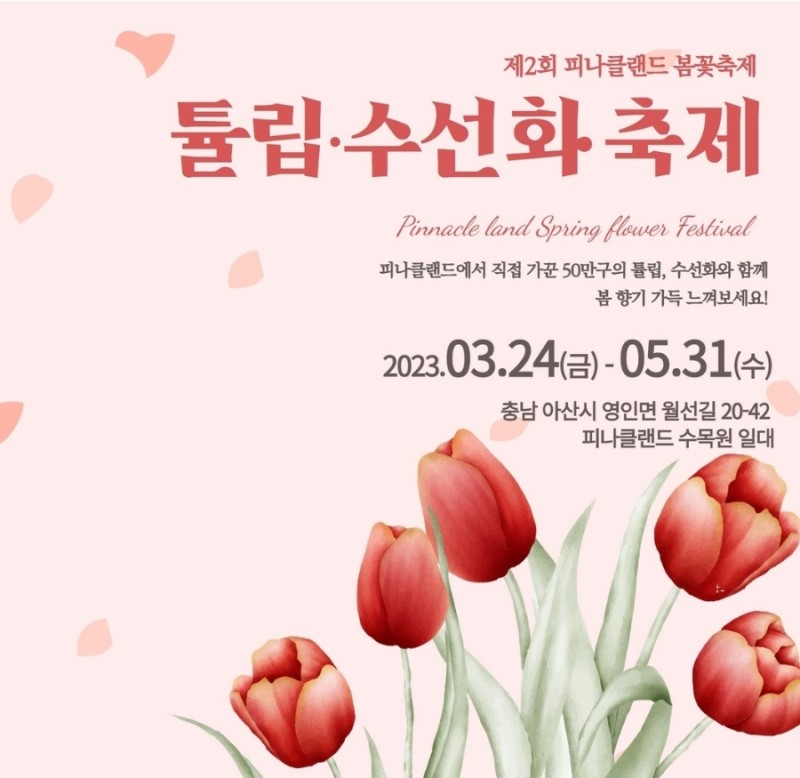 제2회 피나클랜드 봄꽃축제
튤립·수선화 축제
Pinnacle land Spring flower Festival
피나클랜드에서 직접 가꾼 50만구의 튤립, 수선화와 함께
봄 향기 가득 느껴보세요!
2023.03.24(금) - 05.31(수)
충남 아산시 영인면 월선길 20-42
피나클랜드 수목원 일대